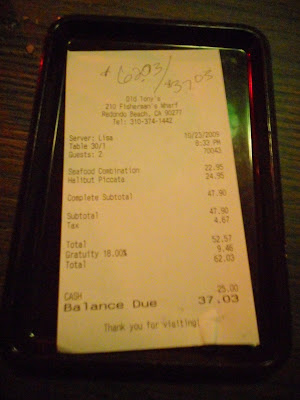 $62.03/
$37.03
Old Tony's
210 Fishermen's Wharf
Redondo Beach, CA 90277
Tel: 310-374-1442
Server: Lisa 10/23/2009
Table 30/1 8:33 PM
Guests: 2 70043
Seafood Combination 22.95
Halibut Piccata 24.95
Complete Subtotal 47.90
Subtotal 47.90
Tax 4.67
Total 52.57
Gratuity 18.00% 9.46
Total 62.03
CASH 25.00
Balance Due 37.03
Thank you for visiting!